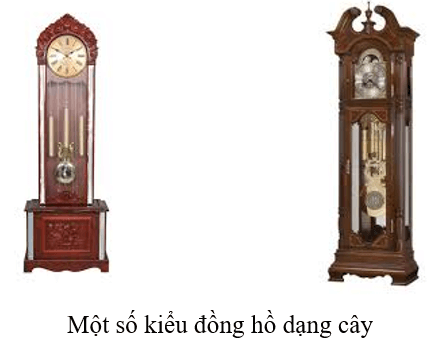 Một số kiểu đồng hồ dạng cây